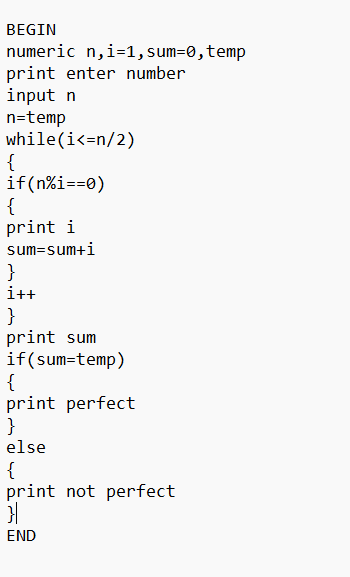 BEGIN
numeric n,i=1,sum=0,temp
print enter number
input n
n=temp
while(i<=n/2)
{
if(n%i==0)
{
print i
sum=sum+i
}
i++
}
print sum
if(sum=temp)
{
print perfect
}
else
{
print not perfect
}
END